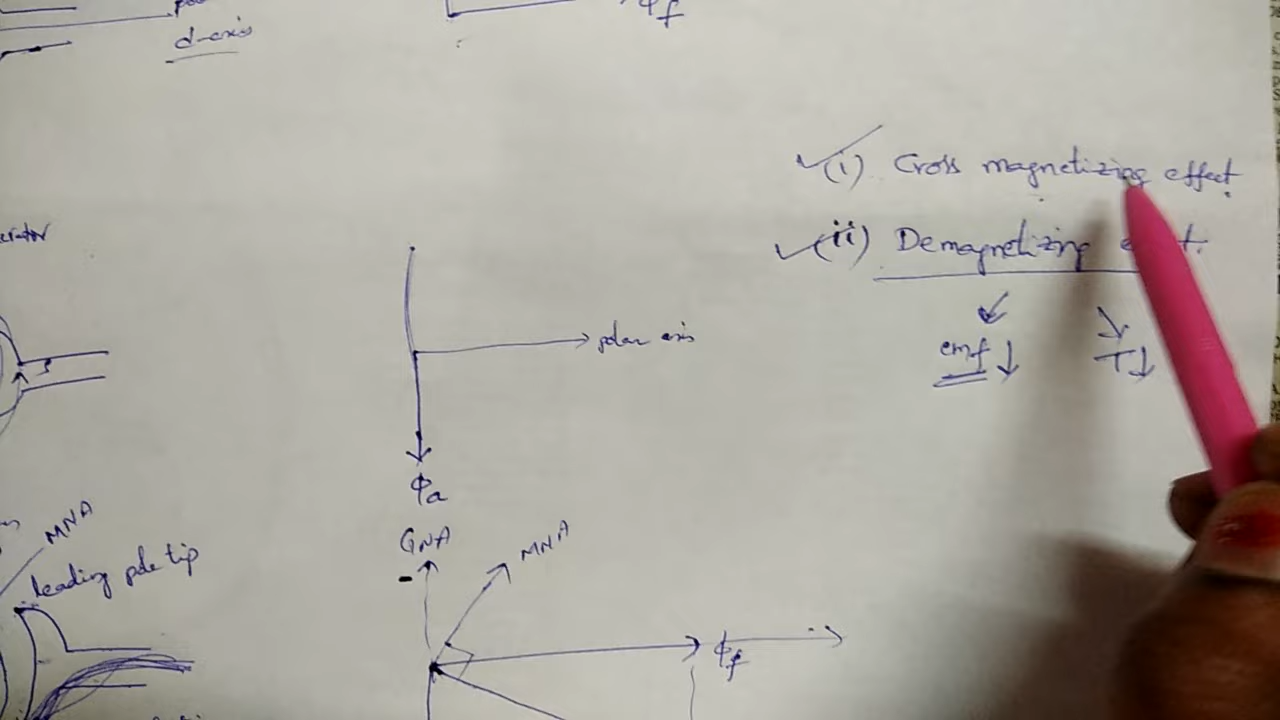 d-axis
ϕf
(i) Cross magnetizing effect
(ii) Demagnetizing
emf↓ T↓
polar axis
ϕa
GNA
MNA
MNA
leading pole tip
ϕf